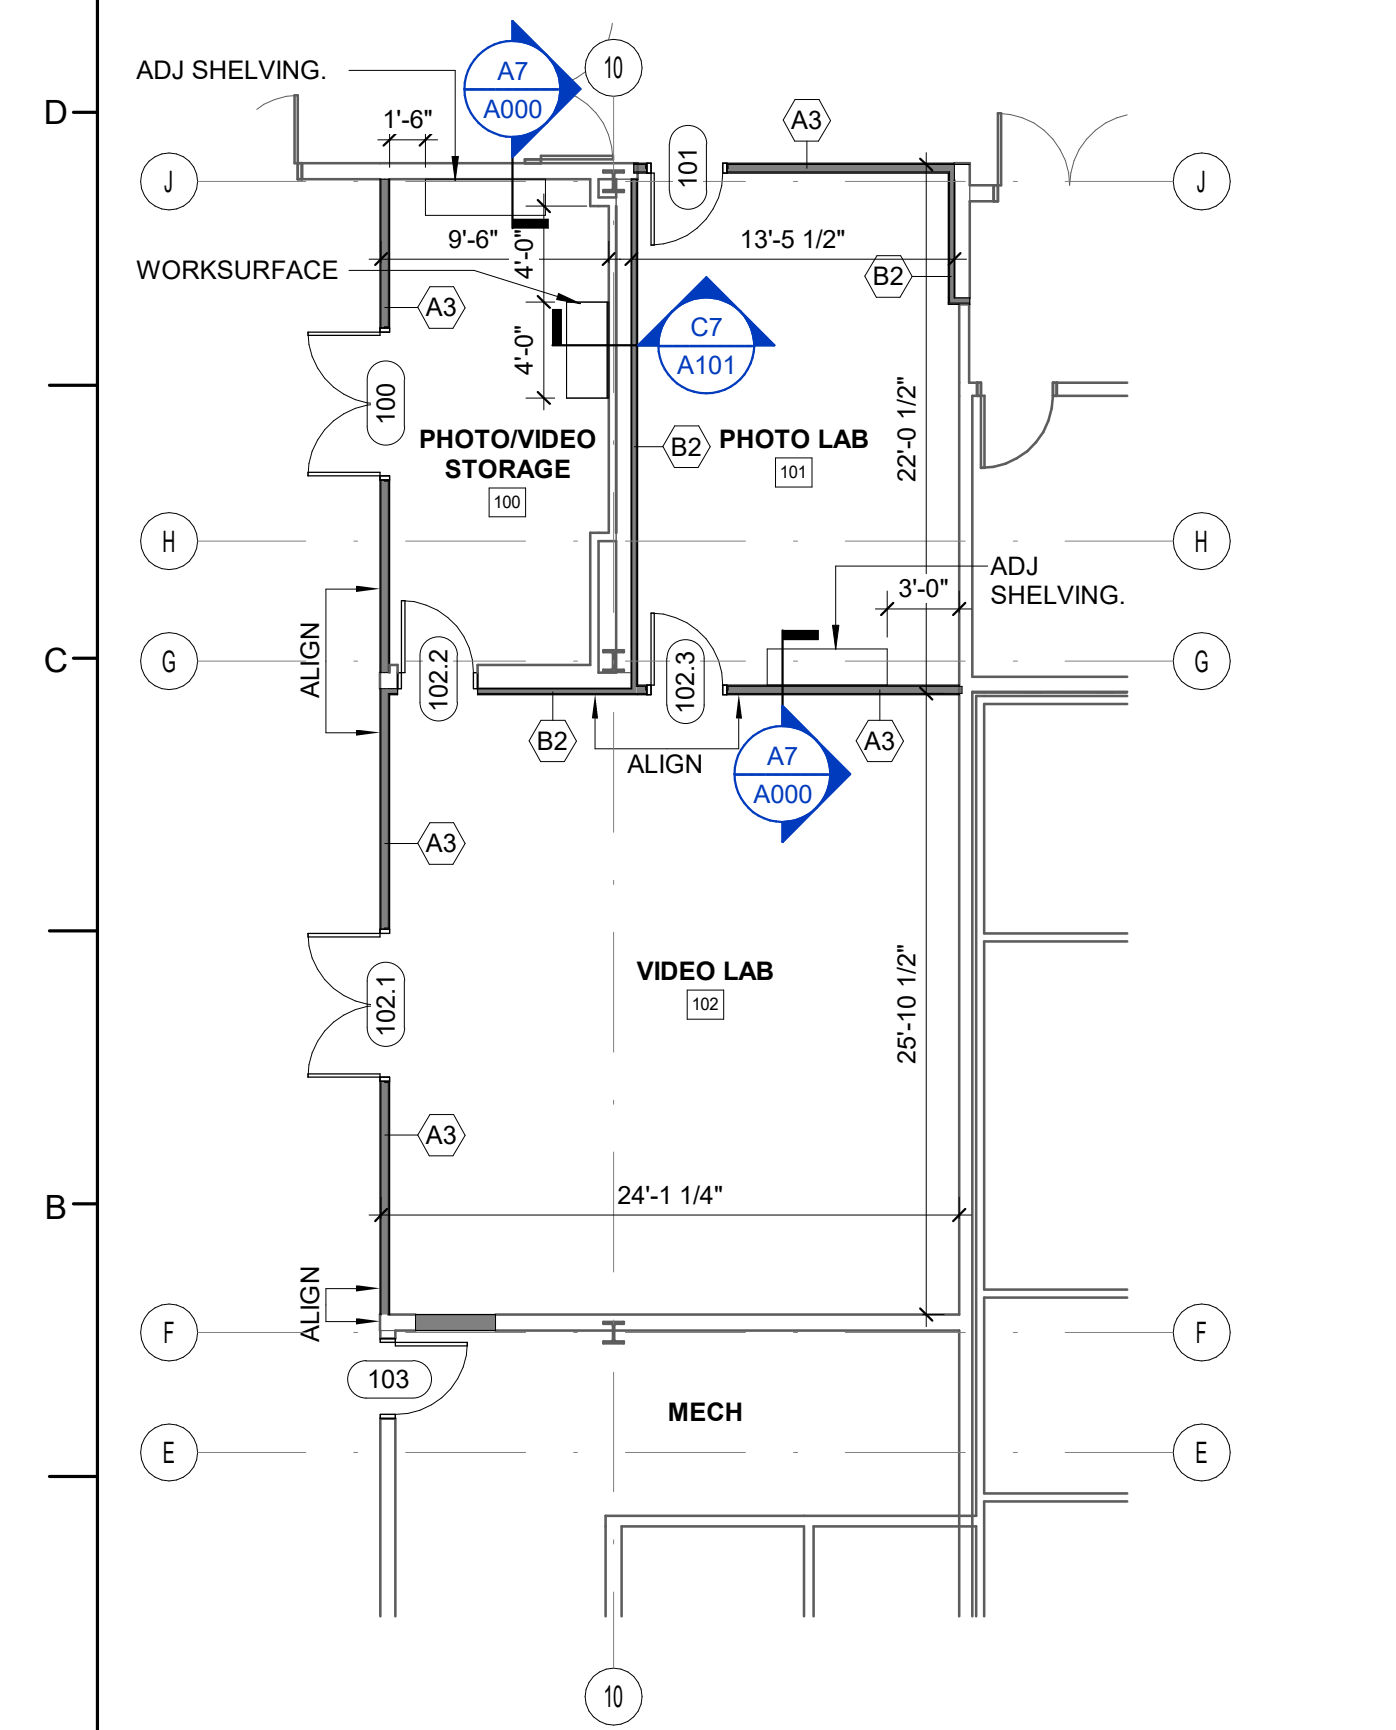 ADJ SHELVING.
A7
A000
10
D
1'-6"
A3
101
J
J
9'-6"
4'-0"
13'-5 1/2"
WORKSURFACE
B2
A3
C7
A101
4'-0"
100
22'-0 1/2"
PHOTO/VIDEO
STORAGE
100
B2
PHOTO LAB
101
H
H
ADJ
SHELVING.
3'-0"
ALIGN
C
G
102.2
102.3
G
B2
ALIGN
A3
A7
A000
A3
VIDEO LAB
102
102.1
25'-10 1/2"
A3
B
24'-1 1/4"
ALIGN
F
F
103
MECH
E
E
10